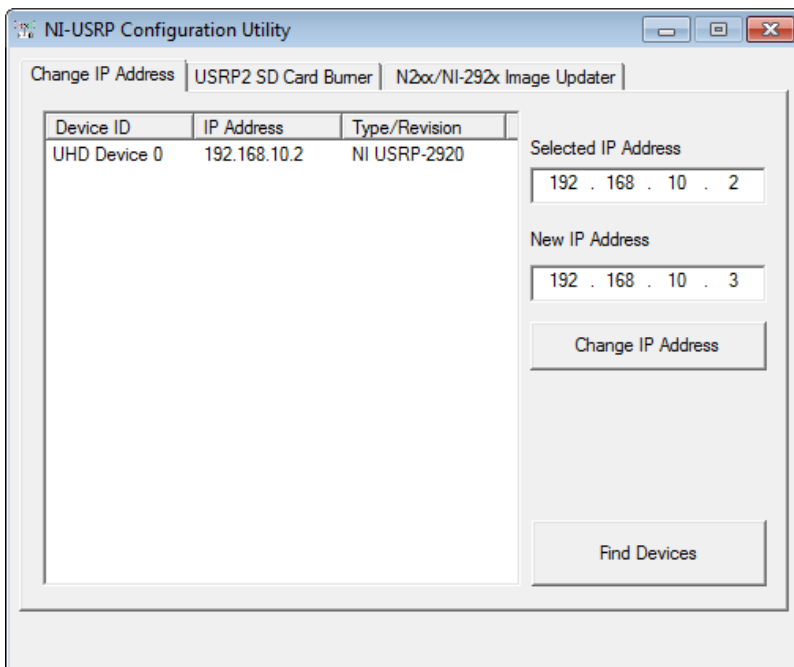 NI-USRP Configuration Utility
Change IP Address USRP2 SD Card Burner N2xx/NI-292x Image Updater
Device ID IP Address Type/Revision
UHD Device 0 192.168.10.2 NI USRP-2920
Selected IP Address
192 . 168 . 10 . 2
New IP Address
192 . 168 . 10 . 3
Change IP Address
Find Devices